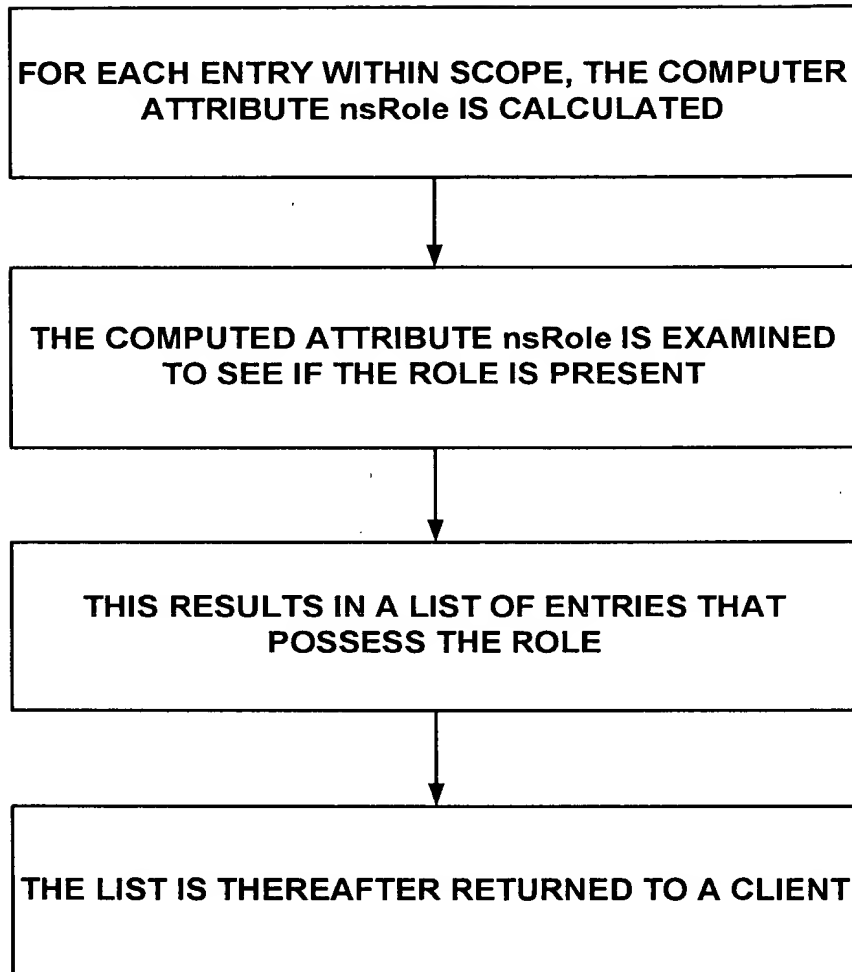 FOR EACH ENTRY WITHIN SCOPE, THE COMPUTER
ATTRIBUTE nsRole IS CALCULATED
THE COMPUTED ATTRIBUTE nsRole IS EXAMINED
TO SEE IF THE ROLE IS PRESENT
THIS RESULTS IN A LIST OF ENTRIES THAT
POSSESS THE ROLE
THE LIST IS THEREAFTER RETURNED TO A CLIENT